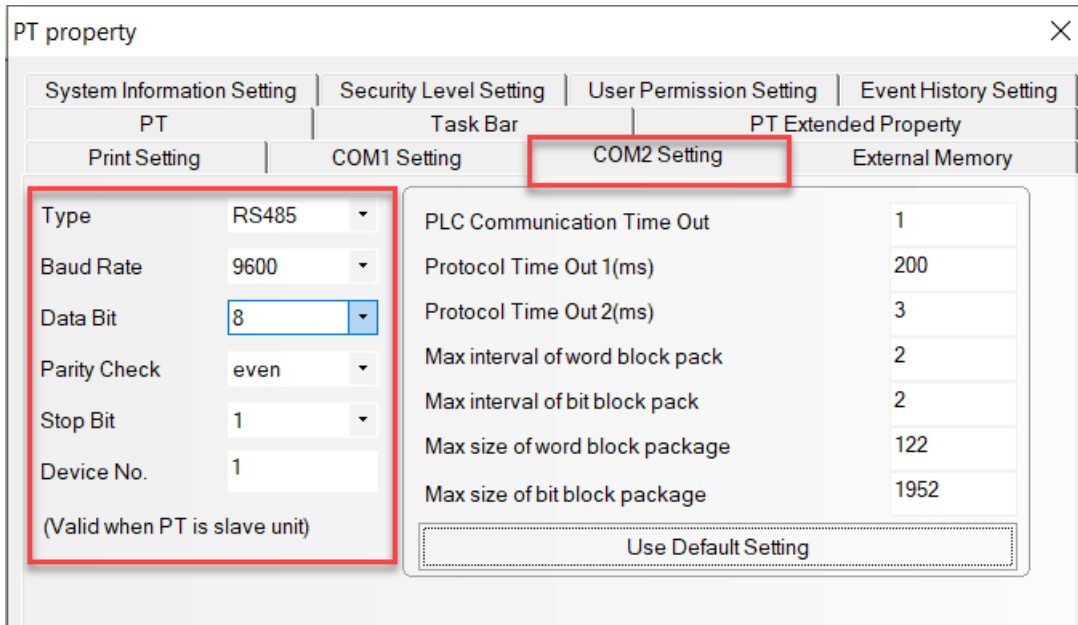 PT property
System Information Setting Security Level Setting User Permission Setting Event History Setting
PT Task Bar PT Extended Property
Print Setting COM1 Setting COM2 Setting External Memory
Type RS485
Baud Rate 9600
Data Bit 8
Parity Check even
Stop Bit 1
Device No. 1
(Valid when PT is slave unit)
PLC Communication Time Out 1
Protocol Time Out 1(ms) 200
Protocol Time Out 2(ms) 3
Max interval of word block pack 2
Max interval of bit block pack 2
Max size of word block package 122
Max size of bit block package 1952
Use Default Setting